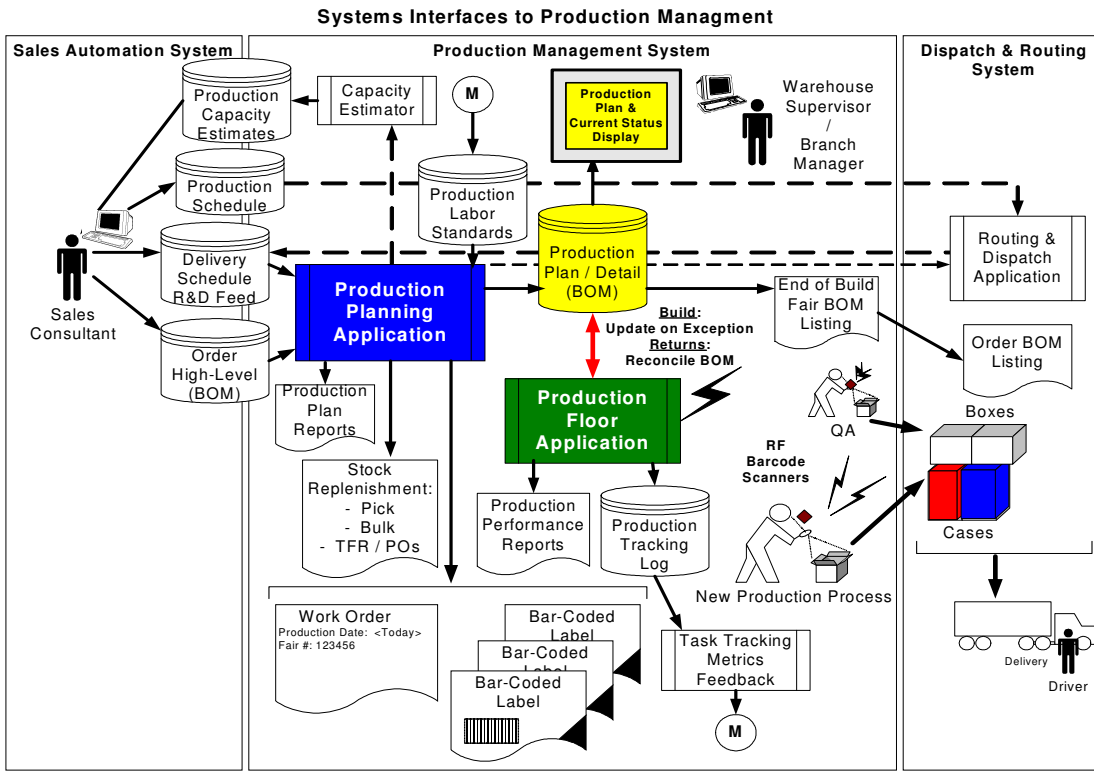 Systems Interfaces to Production Managment
Sales Automation System
Production Management System
Dispatch & Routing
System
Production
Capacity
Estimates
Capacity
Estimator
M
Production
Plan &
Current Status
Display
Warehouse
Supervisor
/
Branch
Manager
Production
Schedule
Production
Labor
Standards
Delivery
Schedule
R&D Feed
Production
Plan / Detail
(BOM)
Routing &
Dispatch
Application
Sales
Consultant
Production
Planning
Application
End of Build
Fair BOM
Listing
Build:
Update on Exception
Returns:
Reconcile BOM
Order
High-Level
(BOM)
Order BOM
Listing
Production
Plan
Reports
Production
Floor
Application
QA
Boxes
Stock
Replenishment:
- Pick
- Bulk
- TFR / POs
RF
Barcode
Scanners
Production
Performance
Reports
Production
Tracking
Log
Cases
New Production Process
Work Order
Production Date: <Today>
Fair #: 123456
Bar-Coded
Label
Bar-Coded
Label
Bar-Coded
Label
Task Tracking
Metrics
Feedback
M
Delivery
Driver